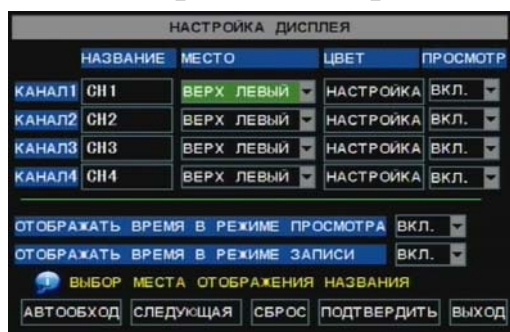 НАСТРОЙКА ДИСПЛЕЯ
НАЗВАНИЕ МЕСТО ЦВЕТ ПРОСМОТР
КАНАЛ1 CH1 ВЕРХ ЛЕВЫЙ НАСТРОЙКА ВКЛ.
КАНАЛ2 CH2 ВЕРХ ЛЕВЫЙ НАСТРОЙКА ВКЛ.
КАНАЛ3 CH3 ВЕРХ ЛЕВЫЙ НАСТРОЙКА ВКЛ.
КАНАЛ4 CH4 ВЕРХ ЛЕВЫЙ НАСТРОЙКА ВКЛ.
ОТОБРАЖАТЬ ВРЕМЯ В РЕЖИМЕ ПРОСМОТРА ВКЛ.
ОТОБРАЖАТЬ ВРЕМЯ В РЕЖИМЕ ЗАПИСИ ВКЛ.
ВЫБОР МЕСТА ОТОБРАЖЕНИЯ НАЗВАНИЯ
АВТООБХОД СЛЕДУЮЩАЯ СБРОС ПОДТВЕРДИТЬ ВЫХОД